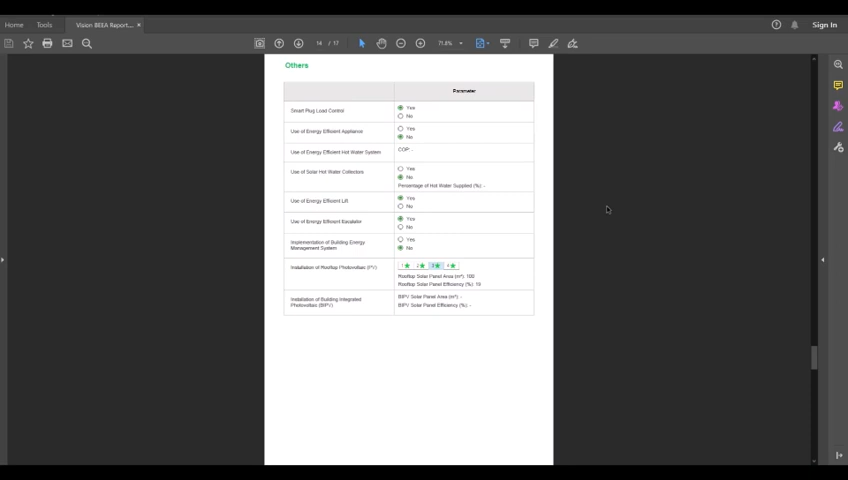 Home Tools Vision BEEA Report... × Sign In
14 / 17 71.8%
Others
Parameter
Smart Plug Load Control
Yes
No
Use of Energy Efficient Appliance
Yes
No
Use of Energy Efficient Hot Water System
COP: -
Use of Solar Hot Water Collectors
Yes
No
Percentage of Hot Water Supplied (%): -
Use of Energy Efficient Lift
Yes
No
Use of Energy Efficient Escalator
Yes
No
Implementation of Building Energy
Management System
Yes
No
Installation of Rooftop Photovoltaic (PV)
1 2 3 4
Rooftop Solar Panel Area (m²): 100
Rooftop Solar Panel Efficiency (%): 19
Installation of Building Integrated
Photovoltaic (BIPV)
BIPV Solar Panel Area (m²): -
BIPV Solar Panel Efficiency (%): -